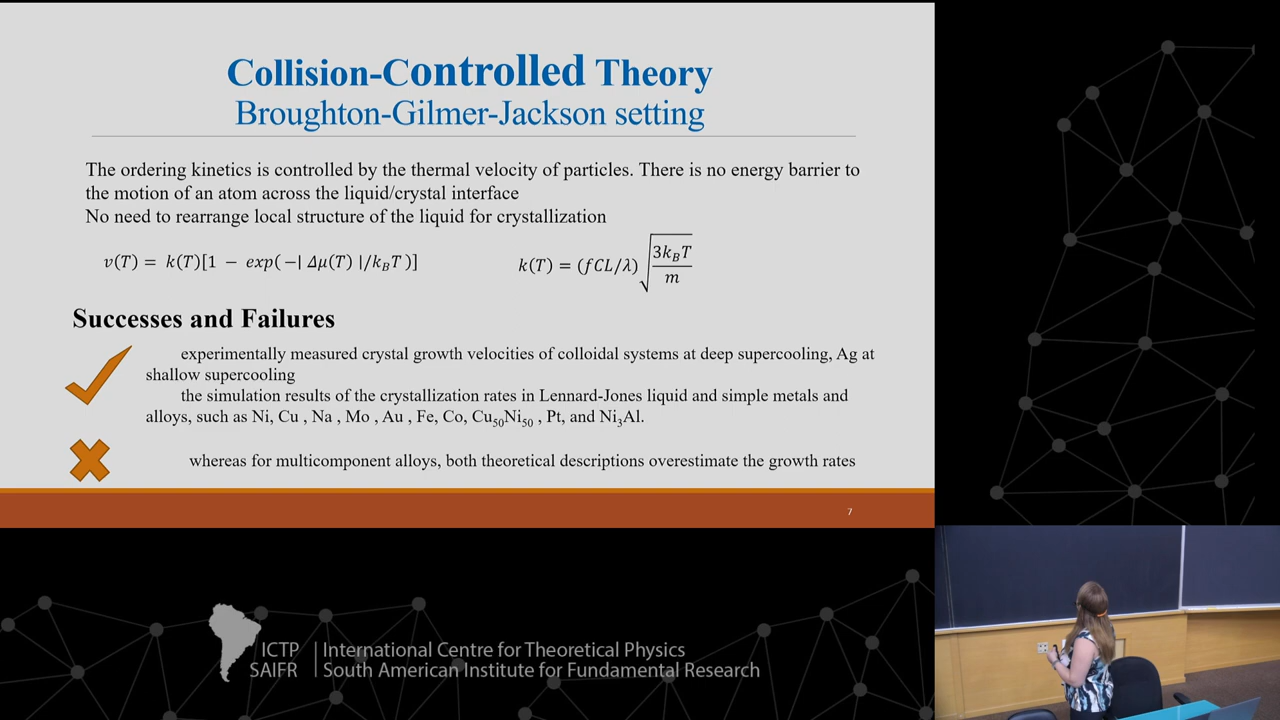 Collision-Controlled Theory
Broughton-Gilmer-Jackson setting
The ordering kinetics is controlled by the thermal velocity of particles. There is no energy barrier to
the motion of an atom across the liquid/crystal interface
No need to rearrange local structure of the liquid for crystallization
v(T) = k(T)[1 − exp(−| Δμ(T) |/k_BT)]
k(T) = (fCL/λ)√(3k_BT/m)
Successes and Failures
experimentally measured crystal growth velocities of colloidal systems at deep supercooling, Ag at
shallow supercooling
the simulation results of the crystallization rates in Lennard-Jones liquid and simple metals and
alloys, such as Ni, Cu , Na , Mo , Au , Fe, Co, Cu₅₀Ni₅₀ , Pt, and Ni₃Al.
whereas for multicomponent alloys, both theoretical descriptions overestimate the growth rates
7
ICTP | International Centre for Theoretical Physics
SAIFR | South American Institute for Fundamental Research